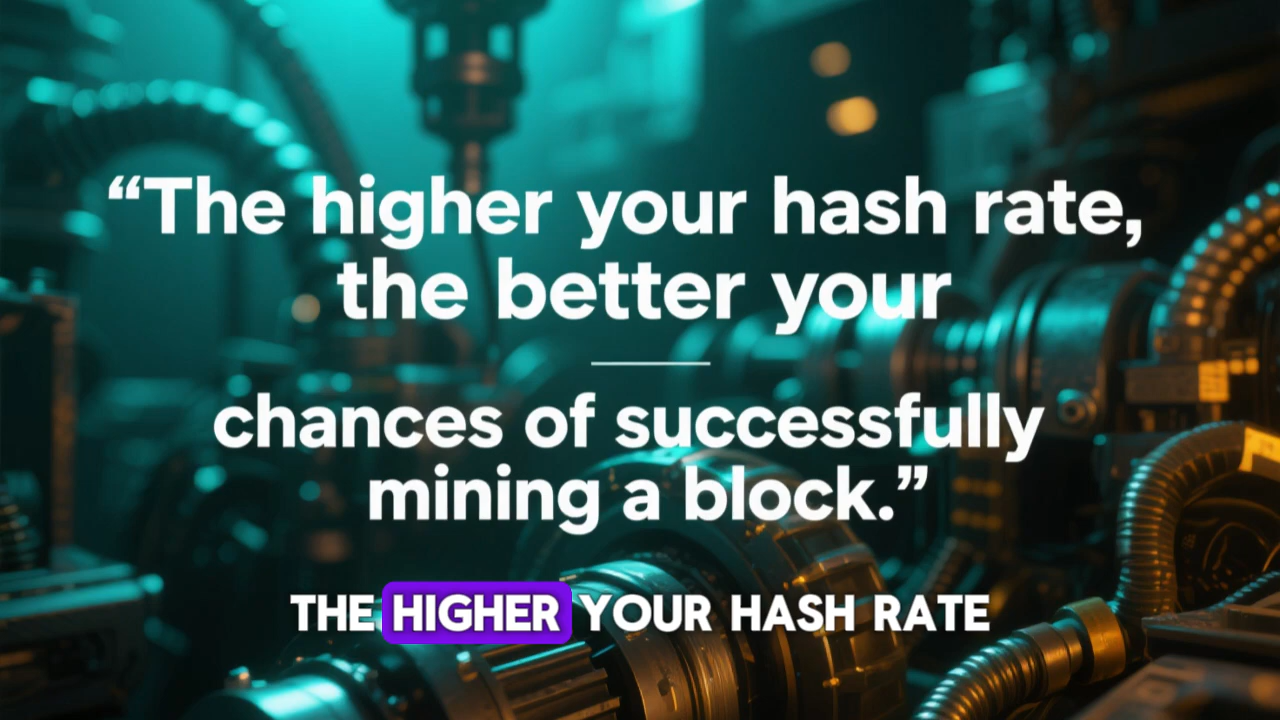 “The higher your hash rate,
the better your
chances of successfully
mining a block.”
THE HIGHER YOUR HASH RATE